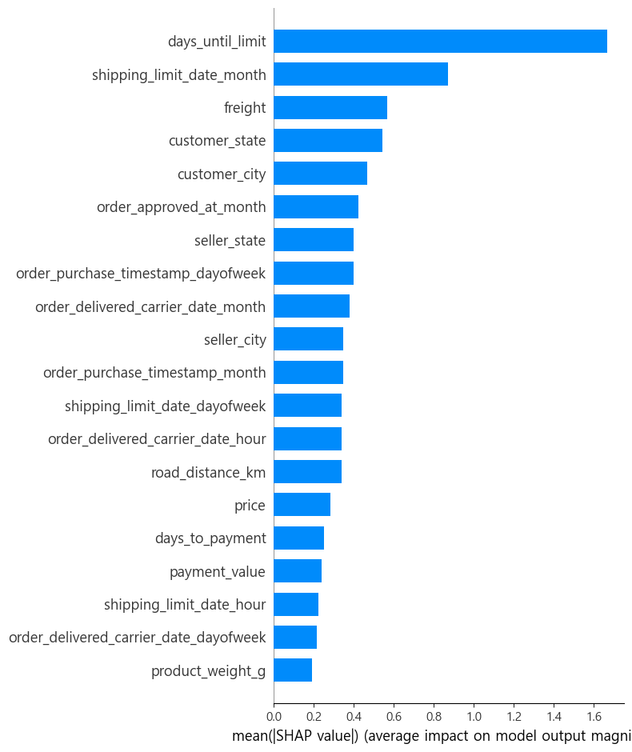 days_until_limit
shipping_limit_date_month
freight
customer_state
customer_city
order_approved_at_month
seller_state
order_purchase_timestamp_dayofweek
order_delivered_carrier_date_month
seller_city
order_purchase_timestamp_month
shipping_limit_date_dayofweek
order_delivered_carrier_date_hour
road_distance_km
price
days_to_payment
payment_value
shipping_limit_date_hour
order_delivered_carrier_date_dayofweek
product_weight_g
0.0 0.2 0.4 0.6 0.8 1.0 1.2 1.4 1.6
mean(|SHAP value|) (average impact on model output magni